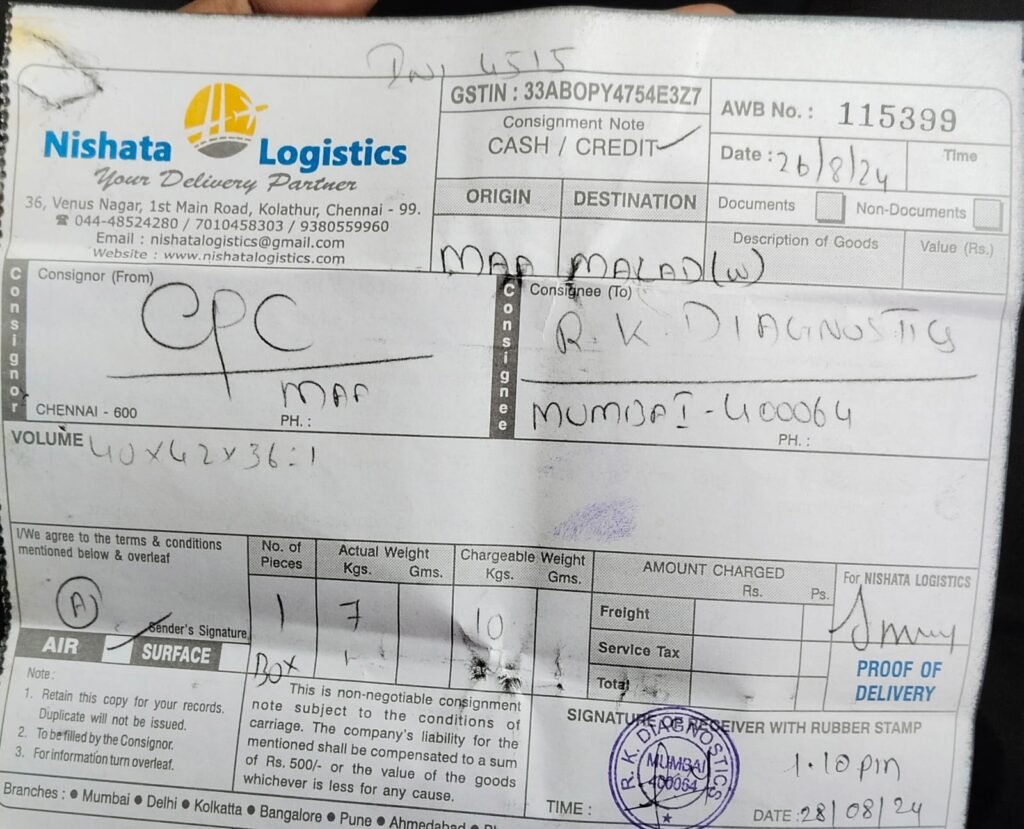 4515
Nishata Logistics
Your Delivery Partner
36, Venus Nagar, 1st Main Road, Kolathur, Chennai - 99.
☎ 044-48524280 / 7010458303 / 9380559960
Email : nishatalogistics@gmail.com
Website : www.nishatalogistics.com
GSTIN : 33ABOPY4754E3Z7
Consignment Note
CASH / CREDIT ✓
AWB No. : 115399
Date : 26/8/24 Time
ORIGIN DESTINATION
MAA MALAD(W)
Documents Non-Documents
Description of Goods Value (Rs.)
Consignor
Consignor (From)
CPC
MAA
CHENNAI - 600 PH. :
Consignee
Consignee (To)
R. K. DIAGNOSTICS
MUMBAI - 400064
PH. :
VOLUME 40x42x36:1
I/We agree to the terms & conditions
mentioned below & overleaf
A
Sender's Signature
AIR ✓ SURFACE
No. of Pieces
1
BOX
Actual Weight
Kgs. Gms.
7
Chargeable Weight
Kgs. Gms.
10
AMOUNT CHARGED
Rs. Ps.
Freight
Service Tax
Total
For NISHATA LOGISTICS
PROOF OF
DELIVERY
Note :
1. Retain this copy for your records.
Duplicate will not be issued.
2. To be filled by the Consignor.
3. For information turn overleaf.
This is non-negotiable consignment
note subject to the conditions of
carriage. The company's liability for the
mentioned shall be compensated to a sum
of Rs. 500/- or the value of the goods
whichever is less for any cause.
SIGNATURE OF RECEIVER WITH RUBBER STAMP
R. K. DIAGNOSTICS
MUMBAI
400064
1.10 pm
TIME : DATE : 28/08/24
Branches : ● Mumbai ● Delhi ● Kolkatta ● Bangalore ● Pune ● Ahmedabad